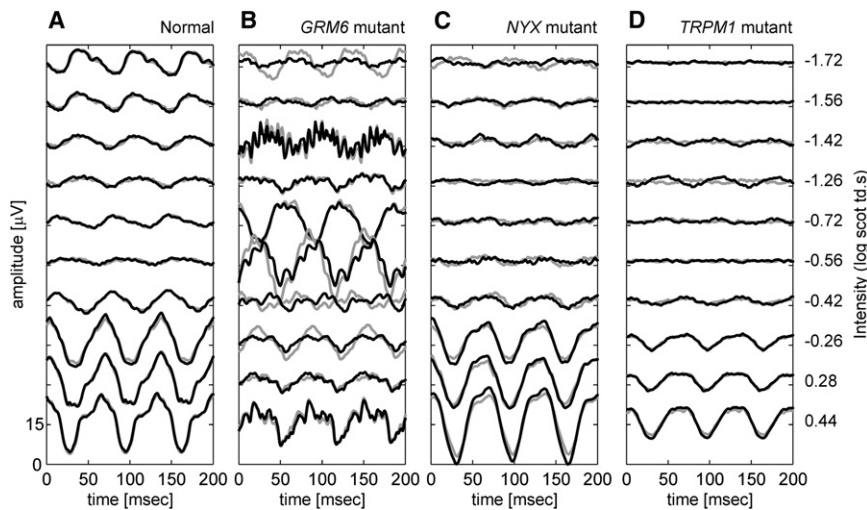 A Normal
B GRM6 mutant
C NYX mutant
D TRPM1 mutant
amplitude [µV]
15
0
-1.72
-1.56
-1.42
-1.26
-0.72
-0.56
-0.42
-0.26
0.28
0.44
Intensity (log scot td.s)
0 50 100 150 200
0 50 100 150 200
0 50 100 150 200
0 50 100 150 200
time [msec]
time [msec]
time [msec]
time [msec]